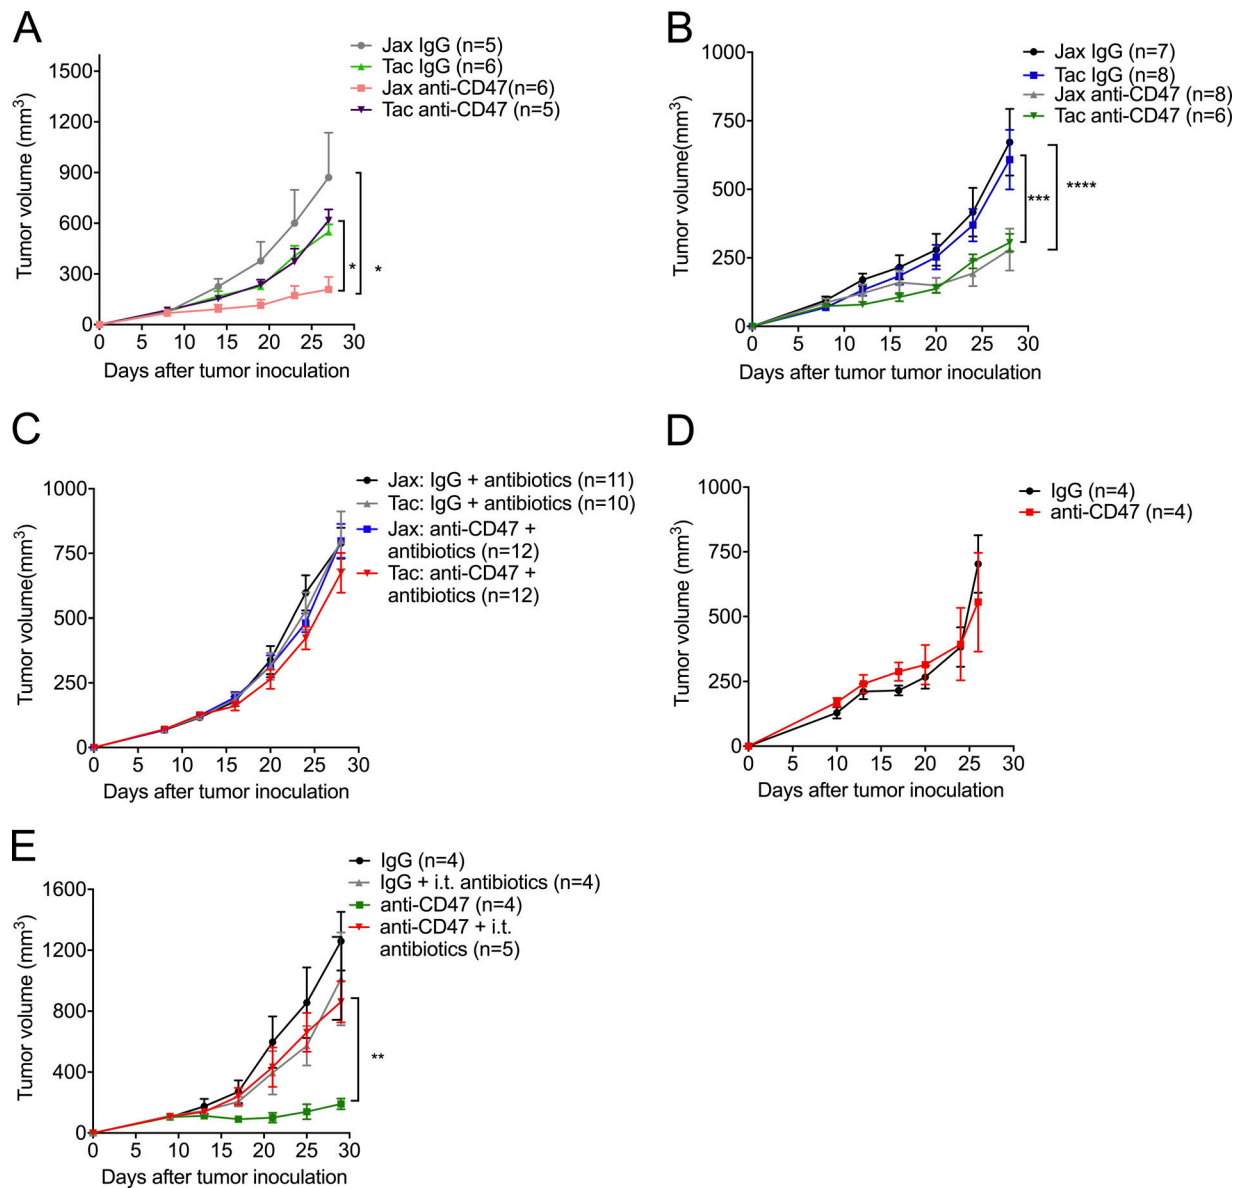 A
Jax IgG (n=5)
Tac IgG (n=6)
Jax anti-CD47(n=6)
Tac anti-CD47 (n=5)
1500
1200
900
600
300
0
Tumor volume (mm³)
* *
0 5 10 15 20 25 30
Days after tumor inoculation
B
Jax IgG (n=7)
Tac IgG (n=8)
Jax anti-CD47 (n=8)
Tac anti-CD47 (n=6)
1000
750
500
250
0
Tumor volume(mm³)
*** ****
0 5 10 15 20 25 30
Days after tumor tumor inoculation
C
Jax: IgG + antibiotics (n=11)
Tac: IgG + antibiotics (n=10)
Jax: anti-CD47 +
antibiotics (n=12)
Tac: anti-CD47 +
antibiotics (n=12)
1000
750
500
250
0
Tumor volume(mm³)
0 5 10 15 20 25 30
Days after tumor inoculation
D
IgG (n=4)
anti-CD47 (n=4)
1000
750
500
250
0
Tumor volume (mm³)
0 5 10 15 20 25 30
Days after tumor inoculation
E
IgG (n=4)
IgG + i.t. antibiotics (n=4)
anti-CD47 (n=4)
anti-CD47 + i.t.
antibiotics (n=5)
1600
1200
800
400
0
Tumor volume (mm³)
**
0 5 10 15 20 25 30
Days after tumor inoculation